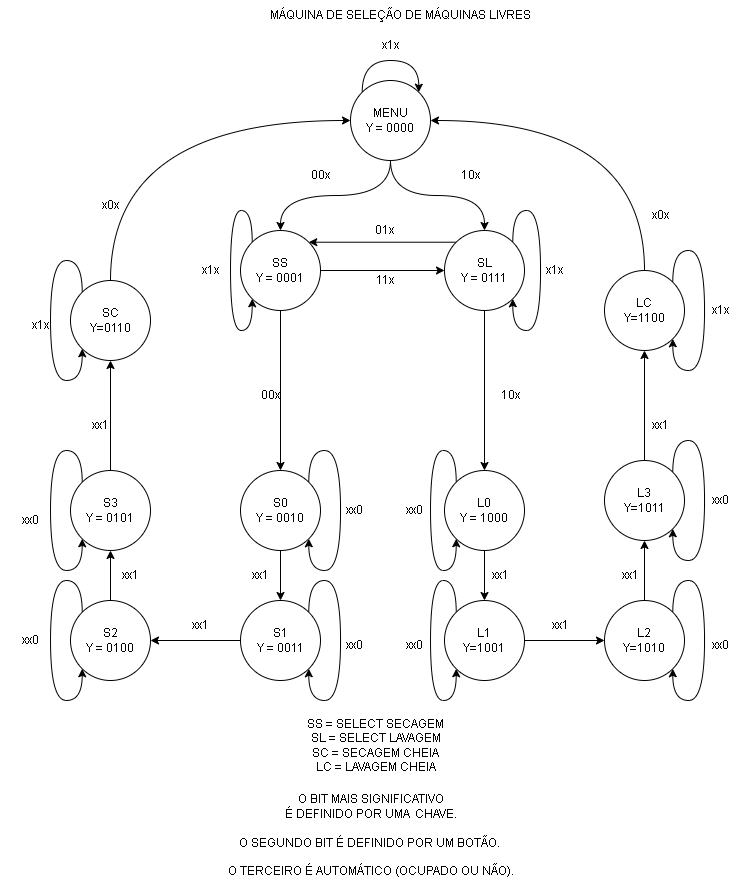 MÁQUINA DE SELEÇÃO DE MÁQUINAS LIVRES
x1x
MENU
Y = 0000
00x
10x
x0x
x0x
01x
SS
Y = 0001
SL
Y = 0111
x1x
11x
x1x
SC
Y=0110
x1x
LC
Y=1100
x1x
00x
10x
xx1
xx1
S3
Y = 0101
xx0
S0
Y = 0010
xx0
L0
Y = 1000
xx0
L3
Y=1011
xx0
xx1
xx1
xx1
xx1
S2
Y = 0100
xx0
xx1
S1
Y = 0011
xx0
L1
Y=1001
xx0
xx1
L2
Y=1010
xx0
SS = SELECT SECAGEM
SL = SELECT LAVAGEM
SC = SECAGEM CHEIA
LC = LAVAGEM CHEIA
O BIT MAIS SIGNIFICATIVO
É DEFINIDO POR UMA CHAVE.
O SEGUNDO BIT É DEFINIDO POR UM BOTÃO.
O TERCEIRO É AUTOMÁTICO (OCUPADO OU NÃO).